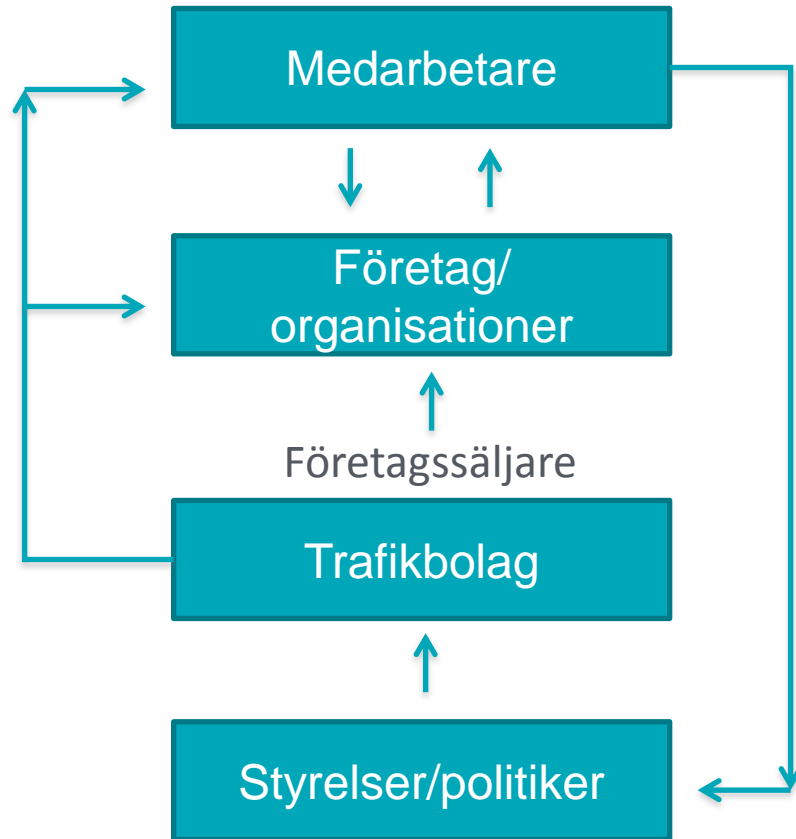 Medarbetare
Företag/
organisationer
Företagssäljare
Trafikbolag
Styrelser/politiker